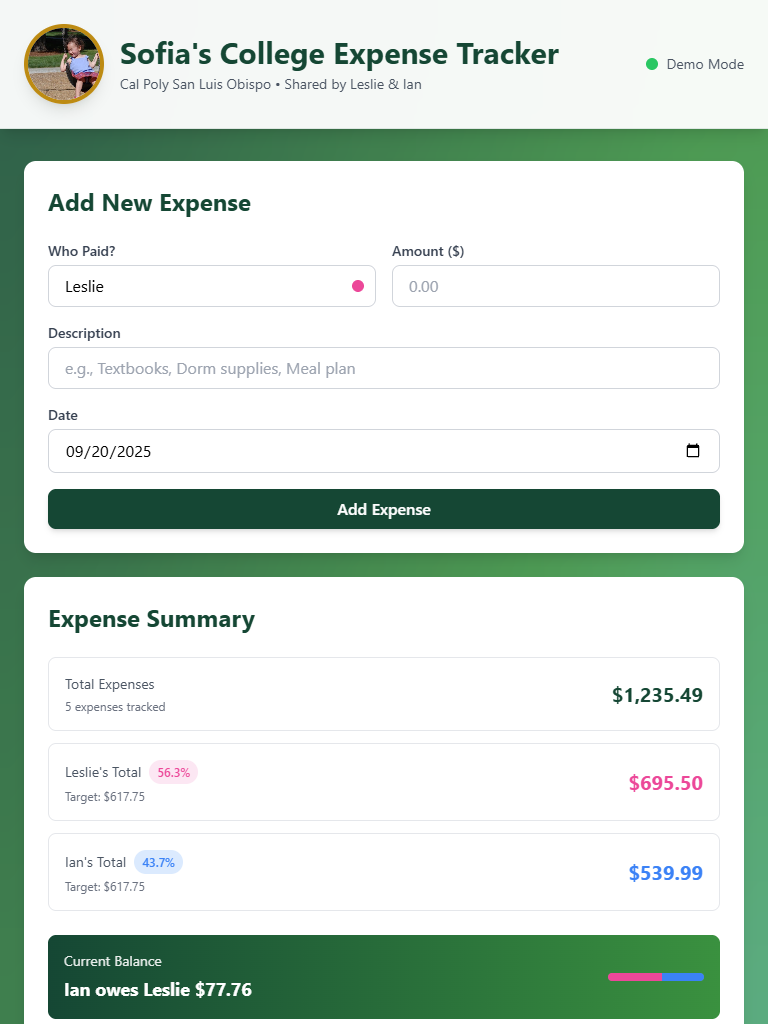 Sofia's College Expense Tracker
Cal Poly San Luis Obispo • Shared by Leslie & Ian
Demo Mode
Add New Expense
Who Paid?
Amount ($)
Leslie
0.00
Description
e.g., Textbooks, Dorm supplies, Meal plan
Date
09/20/2025
Add Expense
Expense Summary
Total Expenses
5 expenses tracked
$1,235.49
Leslie's Total 56.3%
Target: $617.75
$695.50
Ian's Total 43.7%
Target: $617.75
$539.99
Current Balance
Ian owes Leslie $77.76